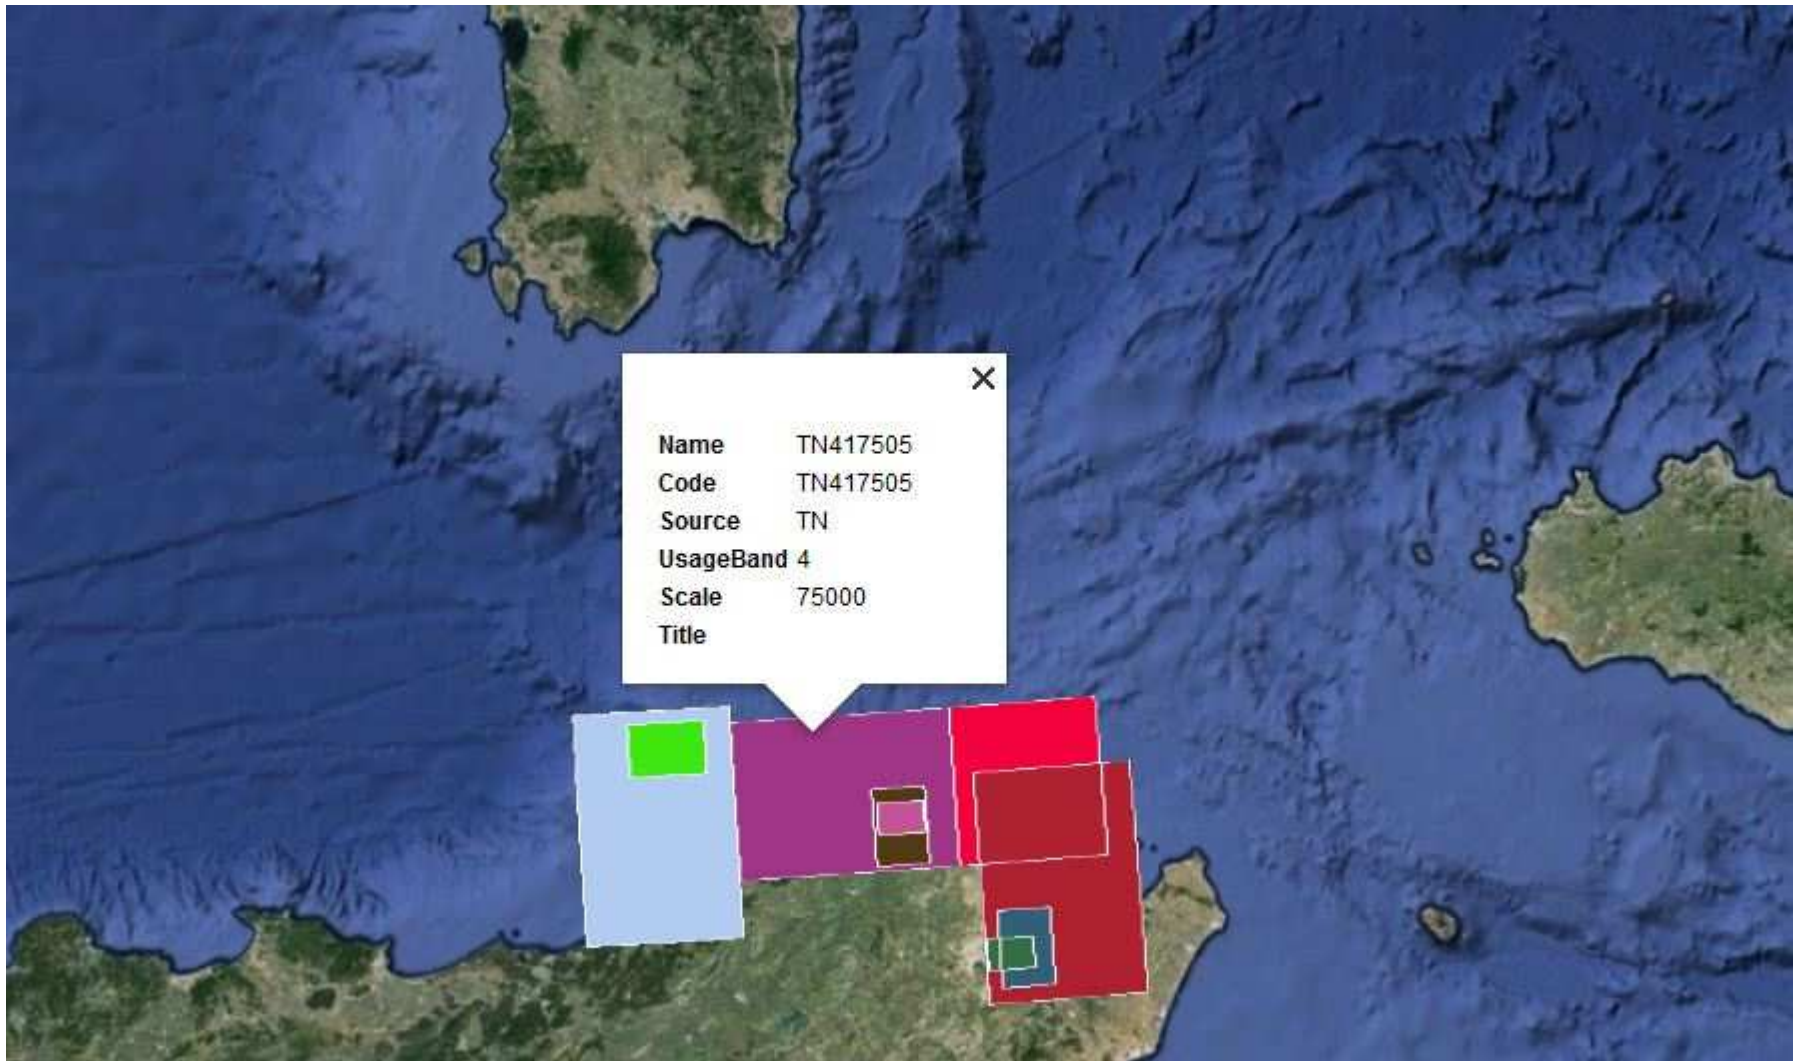 Name TN417505
Code TN417505
Source TN
UsageBand 4
Scale 75000
Title